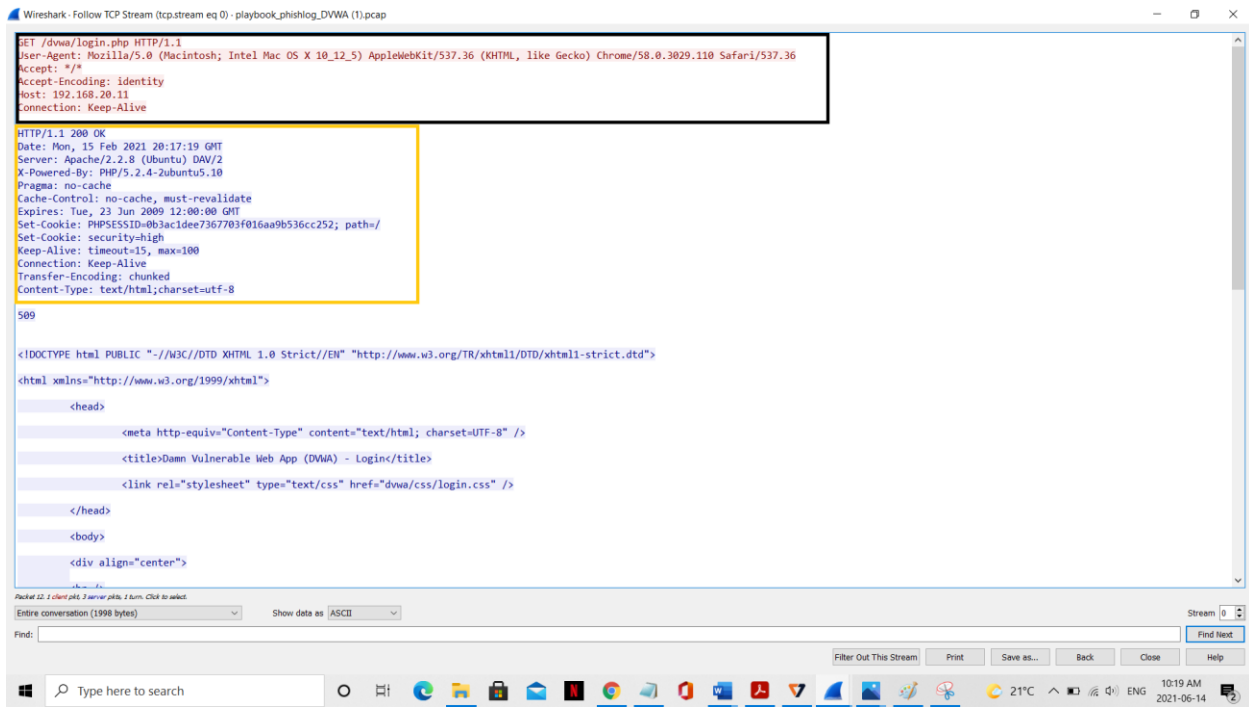 Wireshark - Follow TCP Stream (tcp.stream eq 0) - playbook_phishlog_DVWA (1).pcap
GET /dvwa/login.php HTTP/1.1
User-Agent: Mozilla/5.0 (Macintosh; Intel Mac OS X 10_12_5) AppleWebKit/537.36 (KHTML, like Gecko) Chrome/58.0.3029.110 Safari/537.36
Accept: */*
Accept-Encoding: identity
Host: 192.168.20.11
Connection: Keep-Alive
HTTP/1.1 200 OK
Date: Mon, 15 Feb 2021 20:17:19 GMT
Server: Apache/2.2.8 (Ubuntu) DAV/2
X-Powered-By: PHP/5.2.4-2ubuntu5.10
Pragma: no-cache
Cache-Control: no-cache, must-revalidate
Expires: Tue, 23 Jun 2009 12:00:00 GMT
Set-Cookie: PHPSESSID=0b3ac1dee7367703f016aa9b536cc252; path=/
Set-Cookie: security=high
Keep-Alive: timeout=15, max=100
Connection: Keep-Alive
Transfer-Encoding: chunked
Content-Type: text/html;charset=utf-8
509
<!DOCTYPE html PUBLIC "-//W3C//DTD XHTML 1.0 Strict//EN" "http://www.w3.org/TR/xhtml1/DTD/xhtml1-strict.dtd">
<html xmlns="http://www.w3.org/1999/xhtml">
<head>
<meta http-equiv="Content-Type" content="text/html; charset=UTF-8" />
<title>Damn Vulnerable Web App (DVWA) - Login</title>
<link rel="stylesheet" type="text/css" href="dvwa/css/login.css" />
</head>
<body>
<div align="center">
Packet 12. 1 client pkt, 3 server pkts, 1 turn. Click to select.
Entire conversation (1998 bytes) Show data as ASCII Stream 0
Find: Find Next
Filter Out This Stream Print Save as... Back Close Help
Type here to search 21°C ENG 10:19 AM
2021-06-14